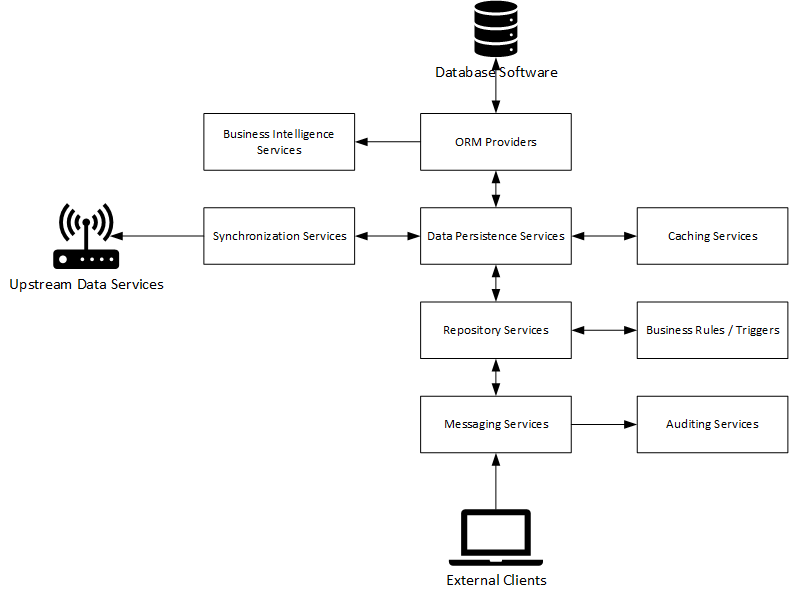 Database Software
Business Intelligence
Services
ORM Providers
Synchronization Services
Data Persistence Services
Caching Services
Upstream Data Services
Repository Services
Business Rules / Triggers
Messaging Services
Auditing Services
External Clients